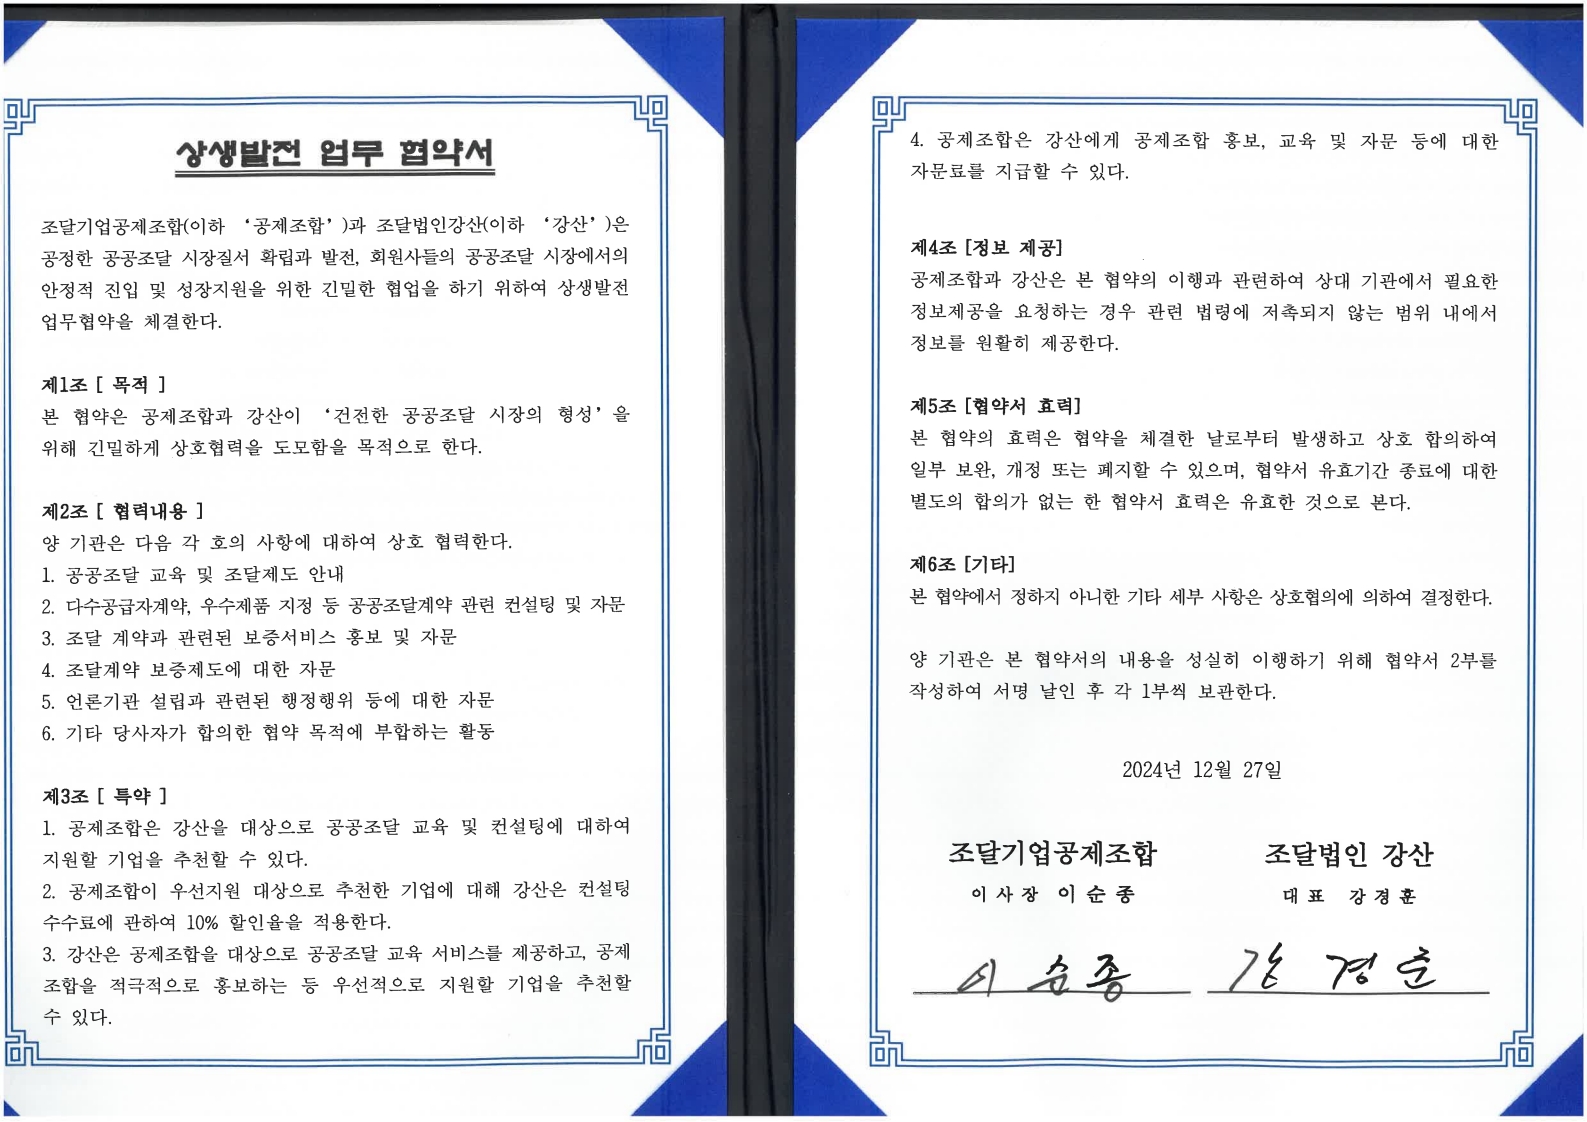 상생발전 업무 협약서
조달기업공제조합(이하 ‘공제조합’)과 조달법인강산(이하 ‘강산’)은
공정한 공공조달 시장질서 확립과 발전, 회원사들의 공공조달 시장에서의
안정적 진입 및 성장지원을 위한 긴밀한 협업을 하기 위하여 상생발전
업무협약을 체결한다.
제1조 [ 목적 ]
본 협약은 공제조합과 강산이 ‘건전한 공공조달 시장의 형성’을
위해 긴밀하게 상호협력을 도모함을 목적으로 한다.
제2조 [ 협력내용 ]
양 기관은 다음 각 호의 사항에 대하여 상호 협력한다.
1. 공공조달 교육 및 조달제도 안내
2. 다수공급자계약, 우수제품 지정 등 공공조달계약 관련 컨설팅 및 자문
3. 조달 계약과 관련된 보증서비스 홍보 및 자문
4. 조달계약 보증제도에 대한 자문
5. 언론기관 설립과 관련된 행정행위 등에 대한 자문
6. 기타 당사자가 합의한 협약 목적에 부합하는 활동
제3조 [ 특약 ]
1. 공제조합은 강산을 대상으로 공공조달 교육 및 컨설팅에 대하여
지원할 기업을 추천할 수 있다.
2. 공제조합이 우선지원 대상으로 추천한 기업에 대해 강산은 컨설팅
수수료에 관하여 10% 할인율을 적용한다.
3. 강산은 공제조합을 대상으로 공공조달 교육 서비스를 제공하고, 공제
조합을 적극적으로 홍보하는 등 우선적으로 지원할 기업을 추천할
수 있다.
4. 공제조합은 강산에게 공제조합 홍보, 교육 및 자문 등에 대한
자문료를 지급할 수 있다.
제4조 [정보 제공]
공제조합과 강산은 본 협약의 이행과 관련하여 상대 기관에서 필요한
정보제공을 요청하는 경우 관련 법령에 저촉되지 않는 범위 내에서
정보를 원활히 제공한다.
제5조 [협약서 효력]
본 협약의 효력은 협약을 체결한 날로부터 발생하고 상호 합의하여
일부 보완, 개정 또는 폐지할 수 있으며, 협약서 유효기간 종료에 대한
별도의 합의가 없는 한 협약서 효력은 유효한 것으로 본다.
제6조 [기타]
본 협약에서 정하지 아니한 기타 세부 사항은 상호협의에 의하여 결정한다.
양 기관은 본 협약서의 내용을 성실히 이행하기 위해 협약서 2부를
작성하여 서명 날인 후 각 1부씩 보관한다.
2024년 12월 27일
조달기업공제조합 조달법인 강산
이사장 이순종 대표 강경훈
이순종 강경훈